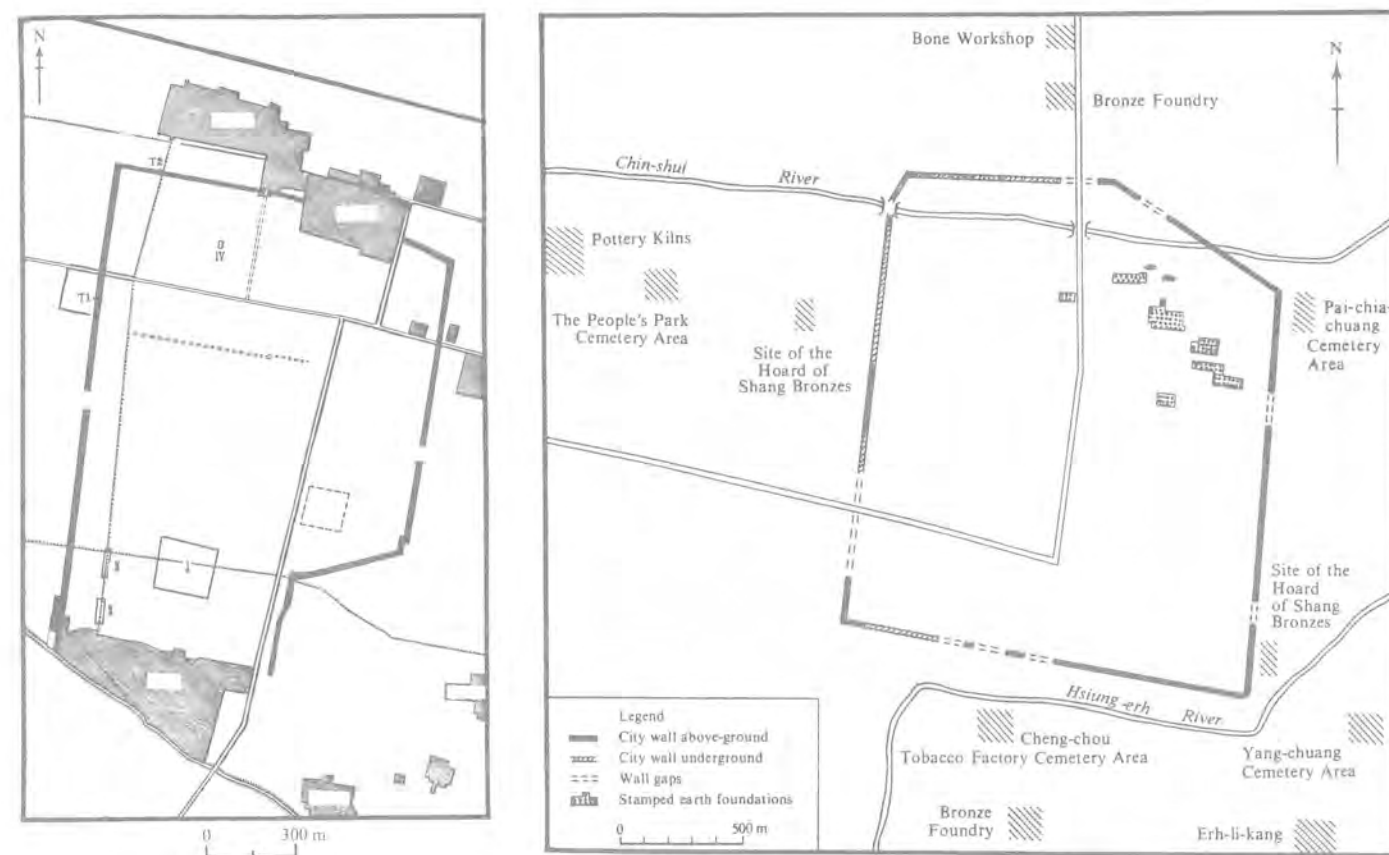 N
T2
T1
0 300 m
Bone Workshop
Bronze Foundry
N
Chin-shui River
Pottery Kilns
The People's Park
Cemetery Area
Site of the
Hoard of
Shang Bronzes
Pai-chia-
chuang
Cemetery
Area
Site of the
Hoard
of Shang
Bronzes
Hsiung-erh River
Cheng-chou
Tobacco Factory Cemetery Area
Yang-chuang
Cemetery Area
Bronze
Foundry
Erh-li-kang
Legend
City wall above-ground
City wall underground
Wall gaps
Stamped earth foundations
0 500 m